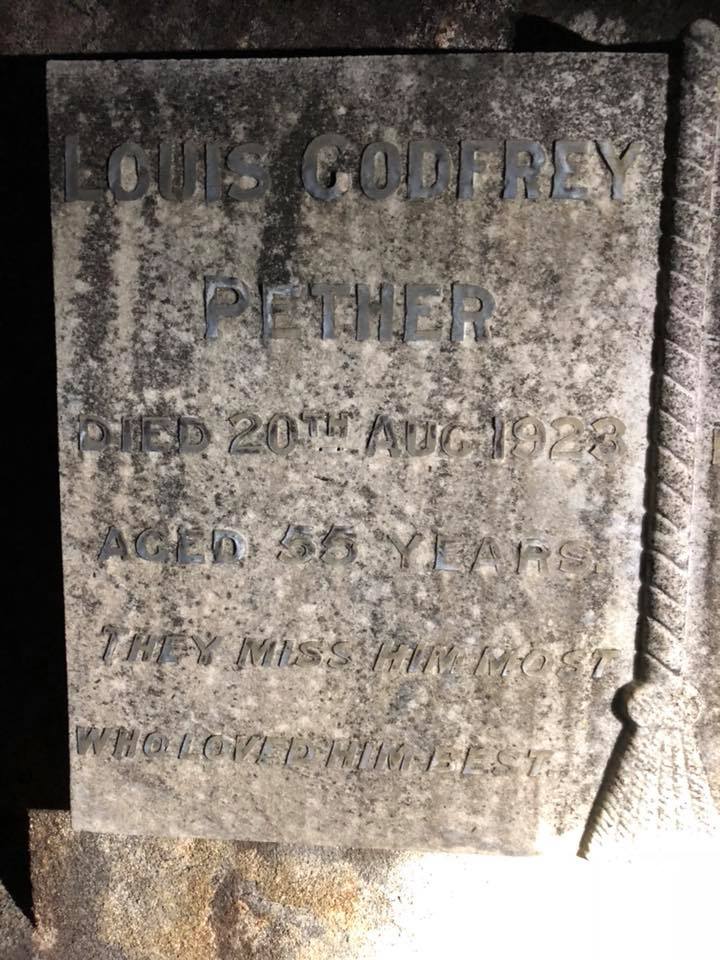 LOUIS GODFREY
PETHER
DIED 20TH AUG 1923
AGED 55 YEARS.
THEY MISS HIM MOST
WHO LOVED HIM BEST.